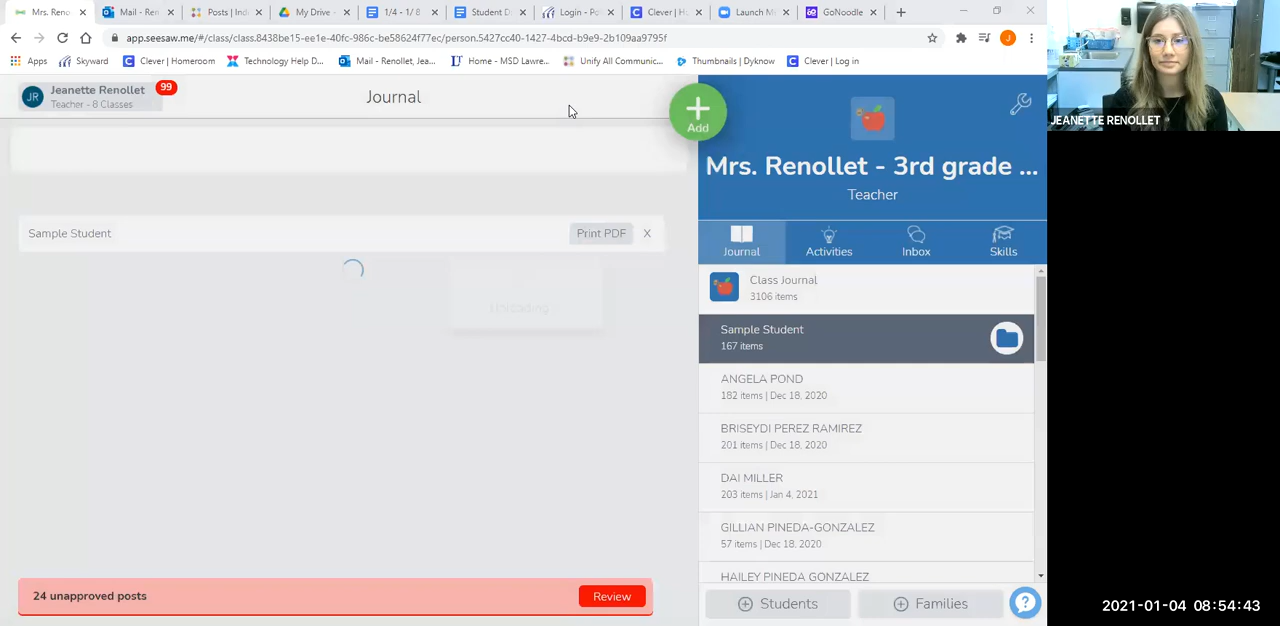 Mrs. Reno
Mail - Ren
Posts | Ind
My Drive -
1/4 - 1/8
Student D
Login - Po
Clever | H
Launch M
GoNoodle
app.seesaw.me/#/class/class.8438be15-ee1e-40fc-986c-be58624f77ec/person.5427cc40-1427-4bcd-b9e9-2b109aa9795f
J
Apps
Skyward
Clever | Homeroom
Technology Help D...
Mail - Renollet, Jea...
Home - MSD Lawre...
Unify All Communic...
Thumbnails | Dyknow
Clever | Log in
JR
Jeanette Renollet
Teacher - 8 Classes
99
Journal
Add
Sample Student
Print PDF
X
24 unapproved posts
Review
Mrs. Renollet - 3rd grade ...
Teacher
Journal
Activities
Inbox
Skills
Class Journal
3106 items
Sample Student
167 items
ANGELA POND
182 items | Dec 18, 2020
BRISEYDI PEREZ RAMIREZ
201 items | Dec 18, 2020
DAI MILLER
203 items | Jan 4, 2021
GILLIAN PINEDA-GONZALEZ
57 items | Dec 18, 2020
HAILEY PINEDA GONZALEZ
Students
Families
?
JEANETTE RENOLLET
2021-01-04 08:54:43